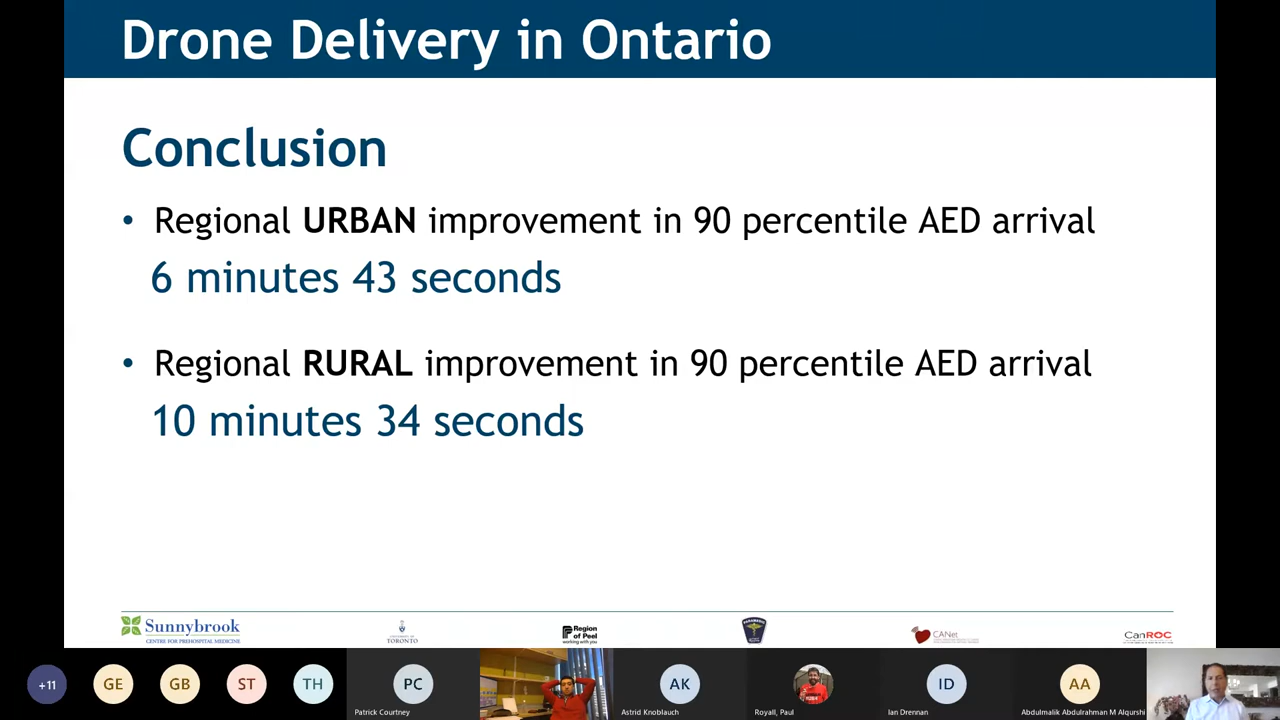 Drone Delivery in Ontario
Conclusion
• Regional URBAN improvement in 90 percentile AED arrival
6 minutes 43 seconds
• Regional RURAL improvement in 90 percentile AED arrival
10 minutes 34 seconds
Sunnybrook
CENTRE FOR PREHOSPITAL MEDICINE
UNIVERSITY OF
TORONTO
Region
of Peel
working with you
PARAMEDIC
CANet
CanROC
+11
GE
GB
ST
TH
PC
AK
ID
AA
Patrick Courtney
Astrid Knoblauch
Royall, Paul
Ian Drennan
Abdulmalik Abdulrahman M Alqurshi